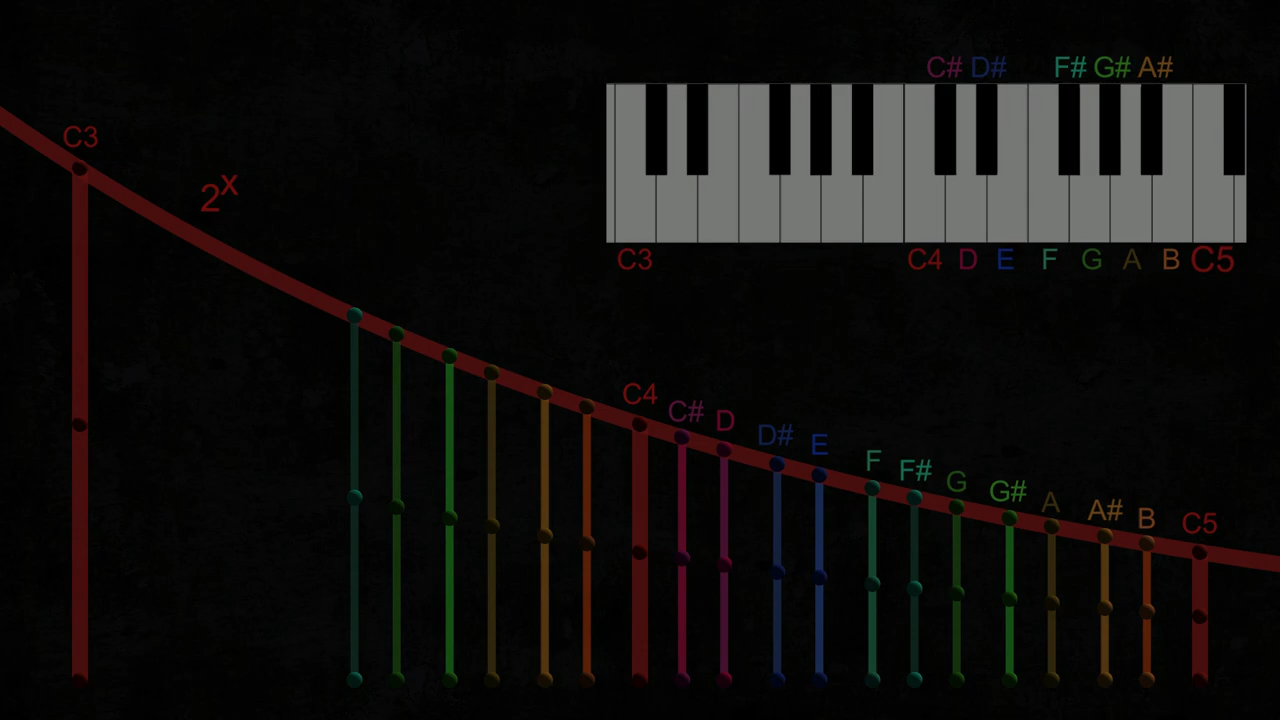 C# D# F# G# A#
C3
2^x
C3 C4 D E F G A B C5
C4
C#
D
D#
E
F
F#
G
G#
A
A#
B
C5